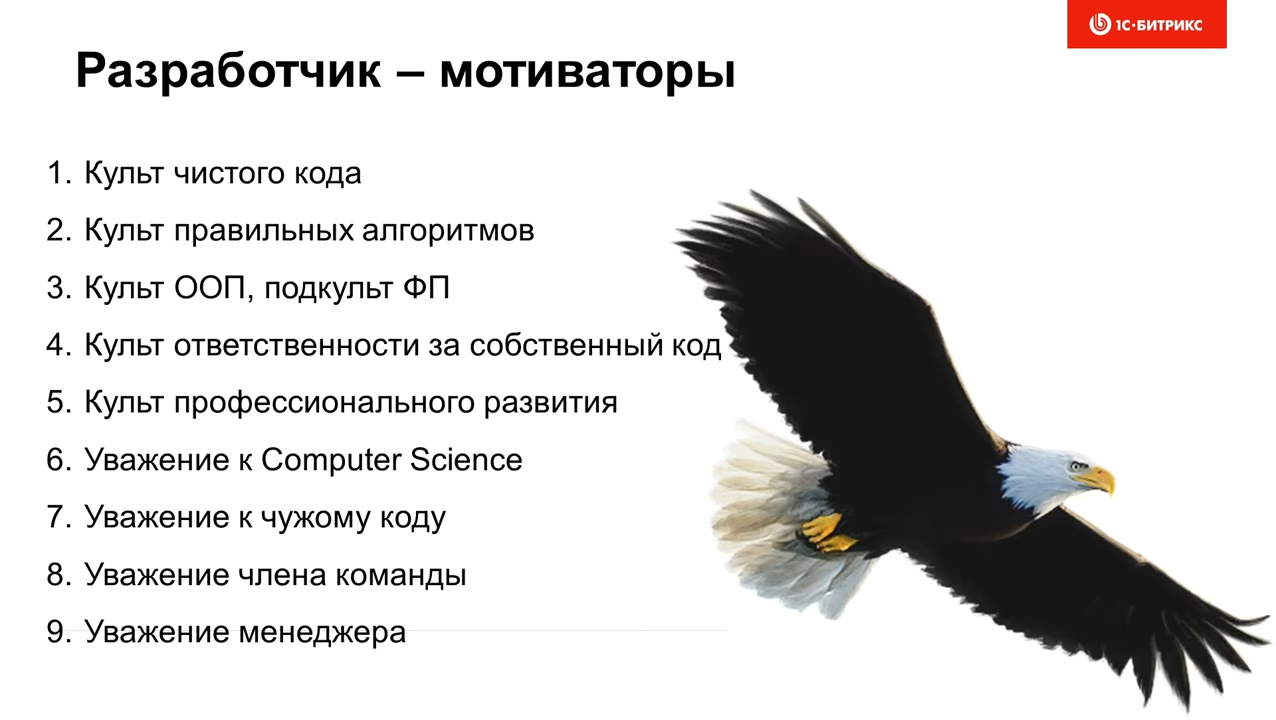 1С-БИТРИКС
Разработчик – мотиваторы
1. Культ чистого кода
2. Культ правильных алгоритмов
3. Культ ООП, подкульт ФП
4. Культ ответственности за собственный код
5. Культ профессионального развития
6. Уважение к Computer Science
7. Уважение к чужому коду
8. Уважение члена команды
9. Уважение менеджера